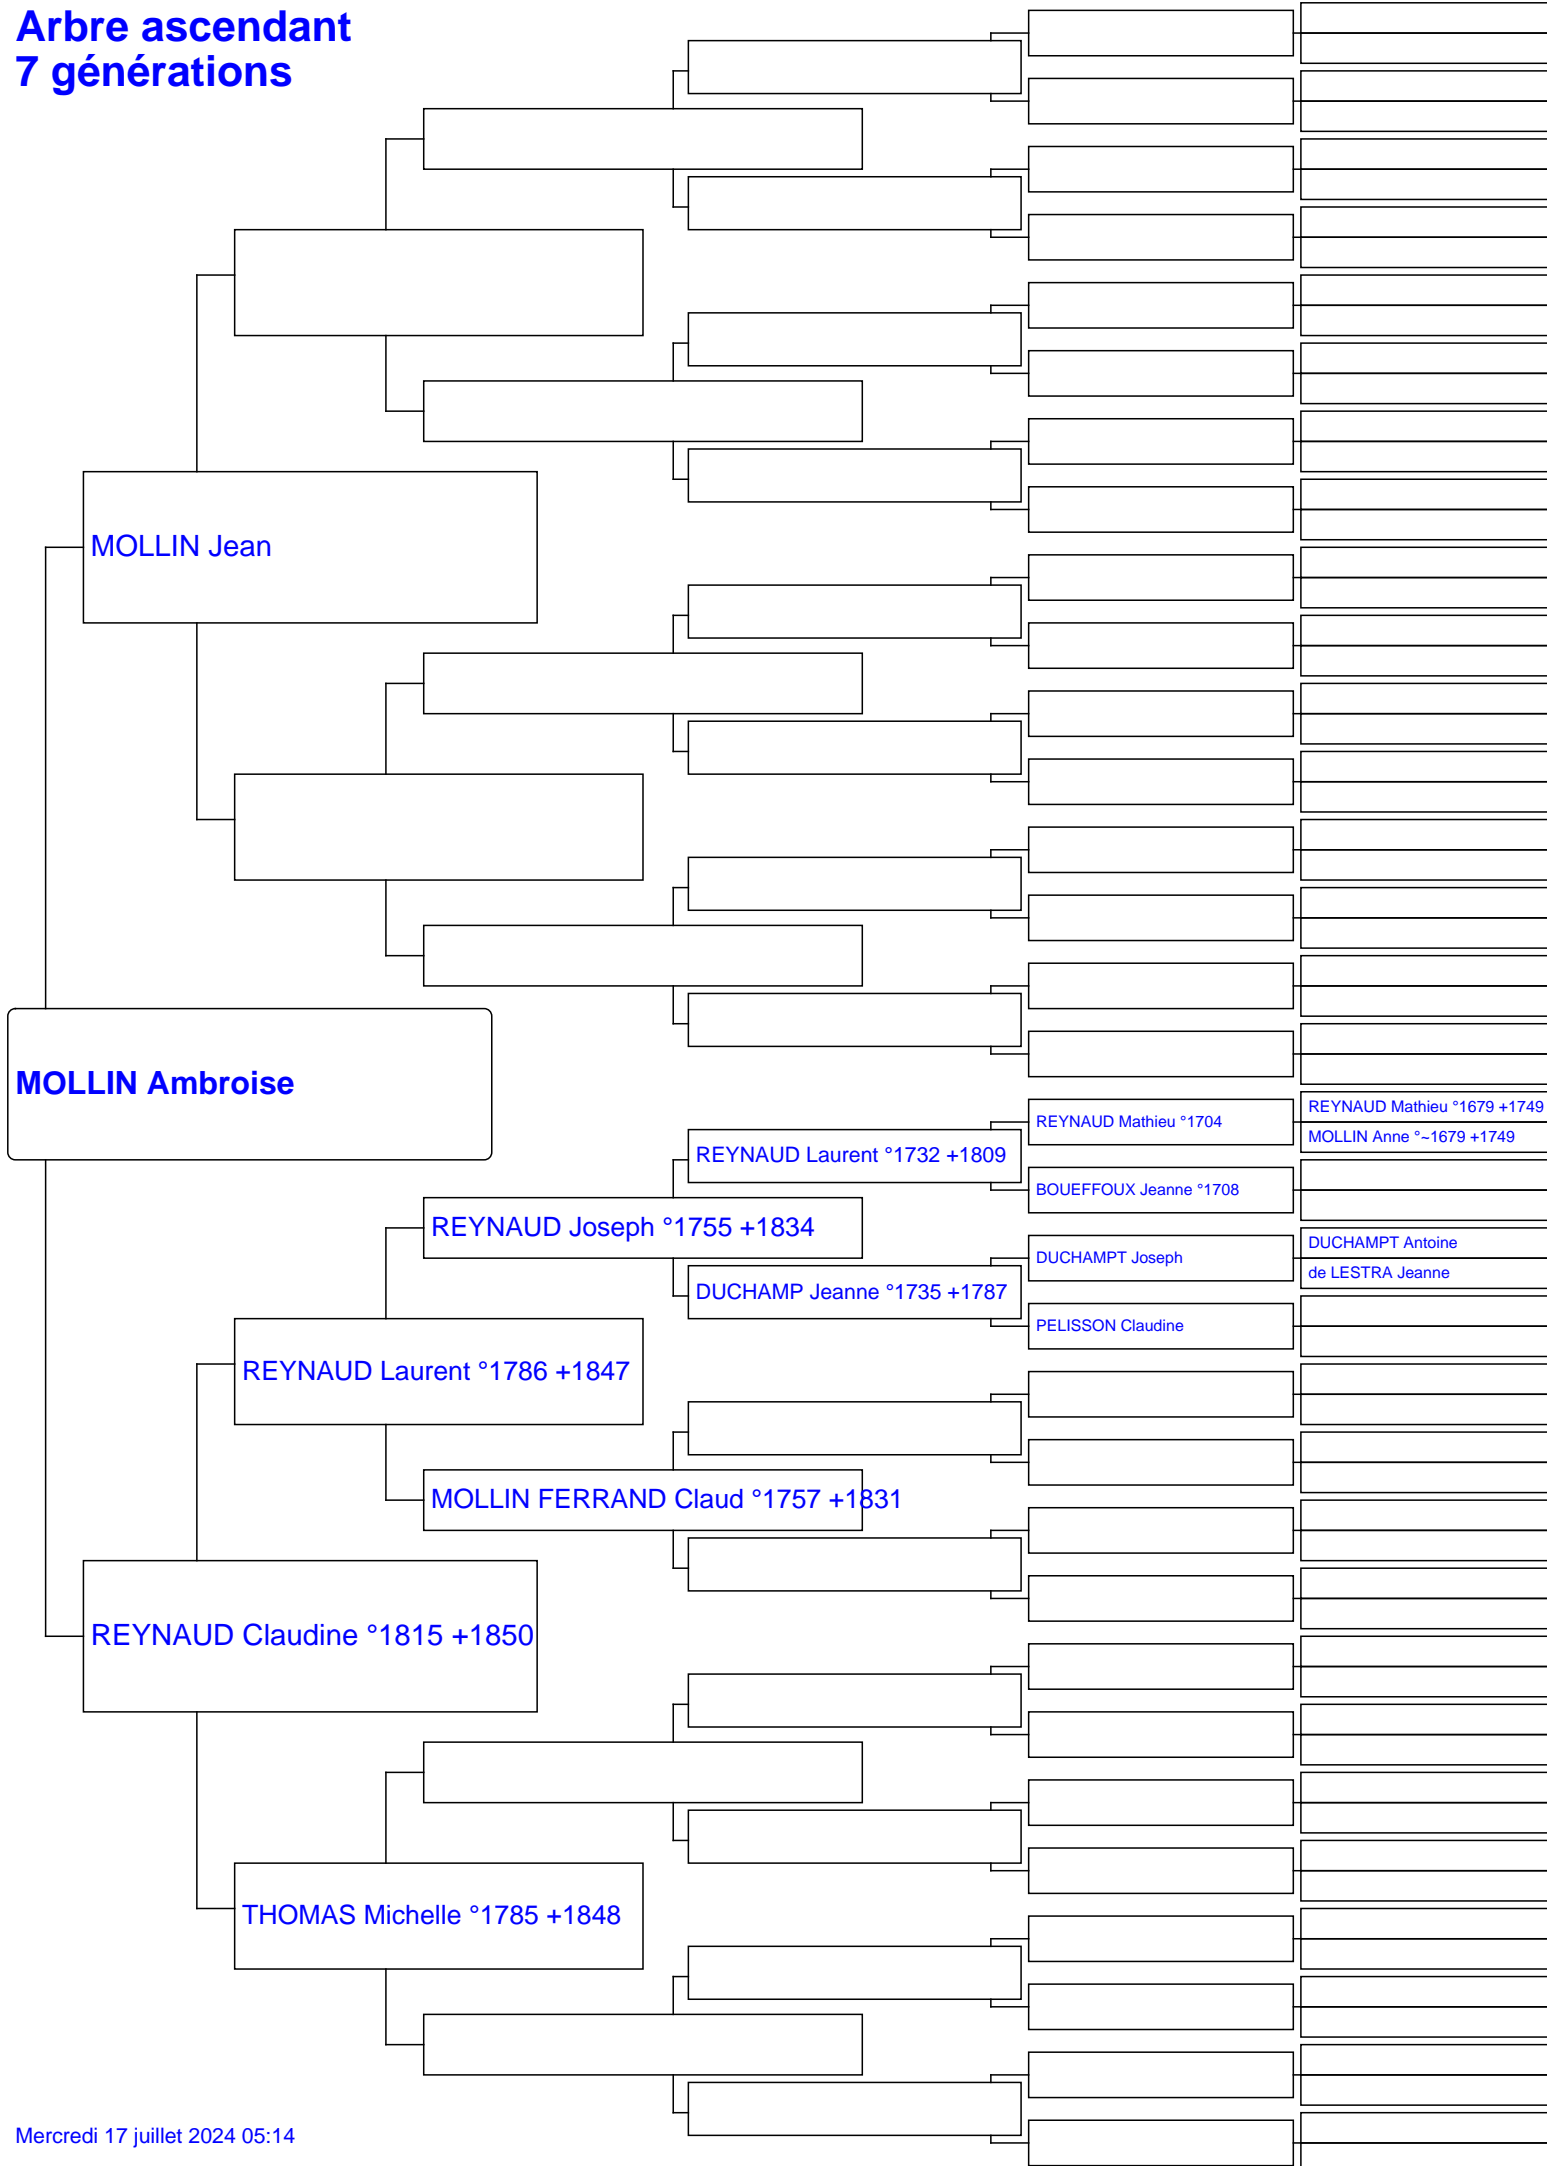 Arbre ascendant
7 générations
MOLLIN Jean
MOLLIN Ambroise
REYNAUD Mathieu °1679 +1749
REYNAUD Mathieu °1704
MOLLIN Anne °~1679 +1749
REYNAUD Laurent °1732 +1809
BOUEFFOUX Jeanne °1708
REYNAUD Joseph °1755 +1834
DUCHAMPT Antoine
DUCHAMPT Joseph
de LESTRA Jeanne
DUCHAMP Jeanne °1735 +1787
PELISSON Claudine
REYNAUD Laurent °1786 +1847
MOLLIN FERRAND Claud °1757 +1831
REYNAUD Claudine °1815 +1850
THOMAS Michelle °1785 +1848
Mercredi 17 juillet 2024 05:14